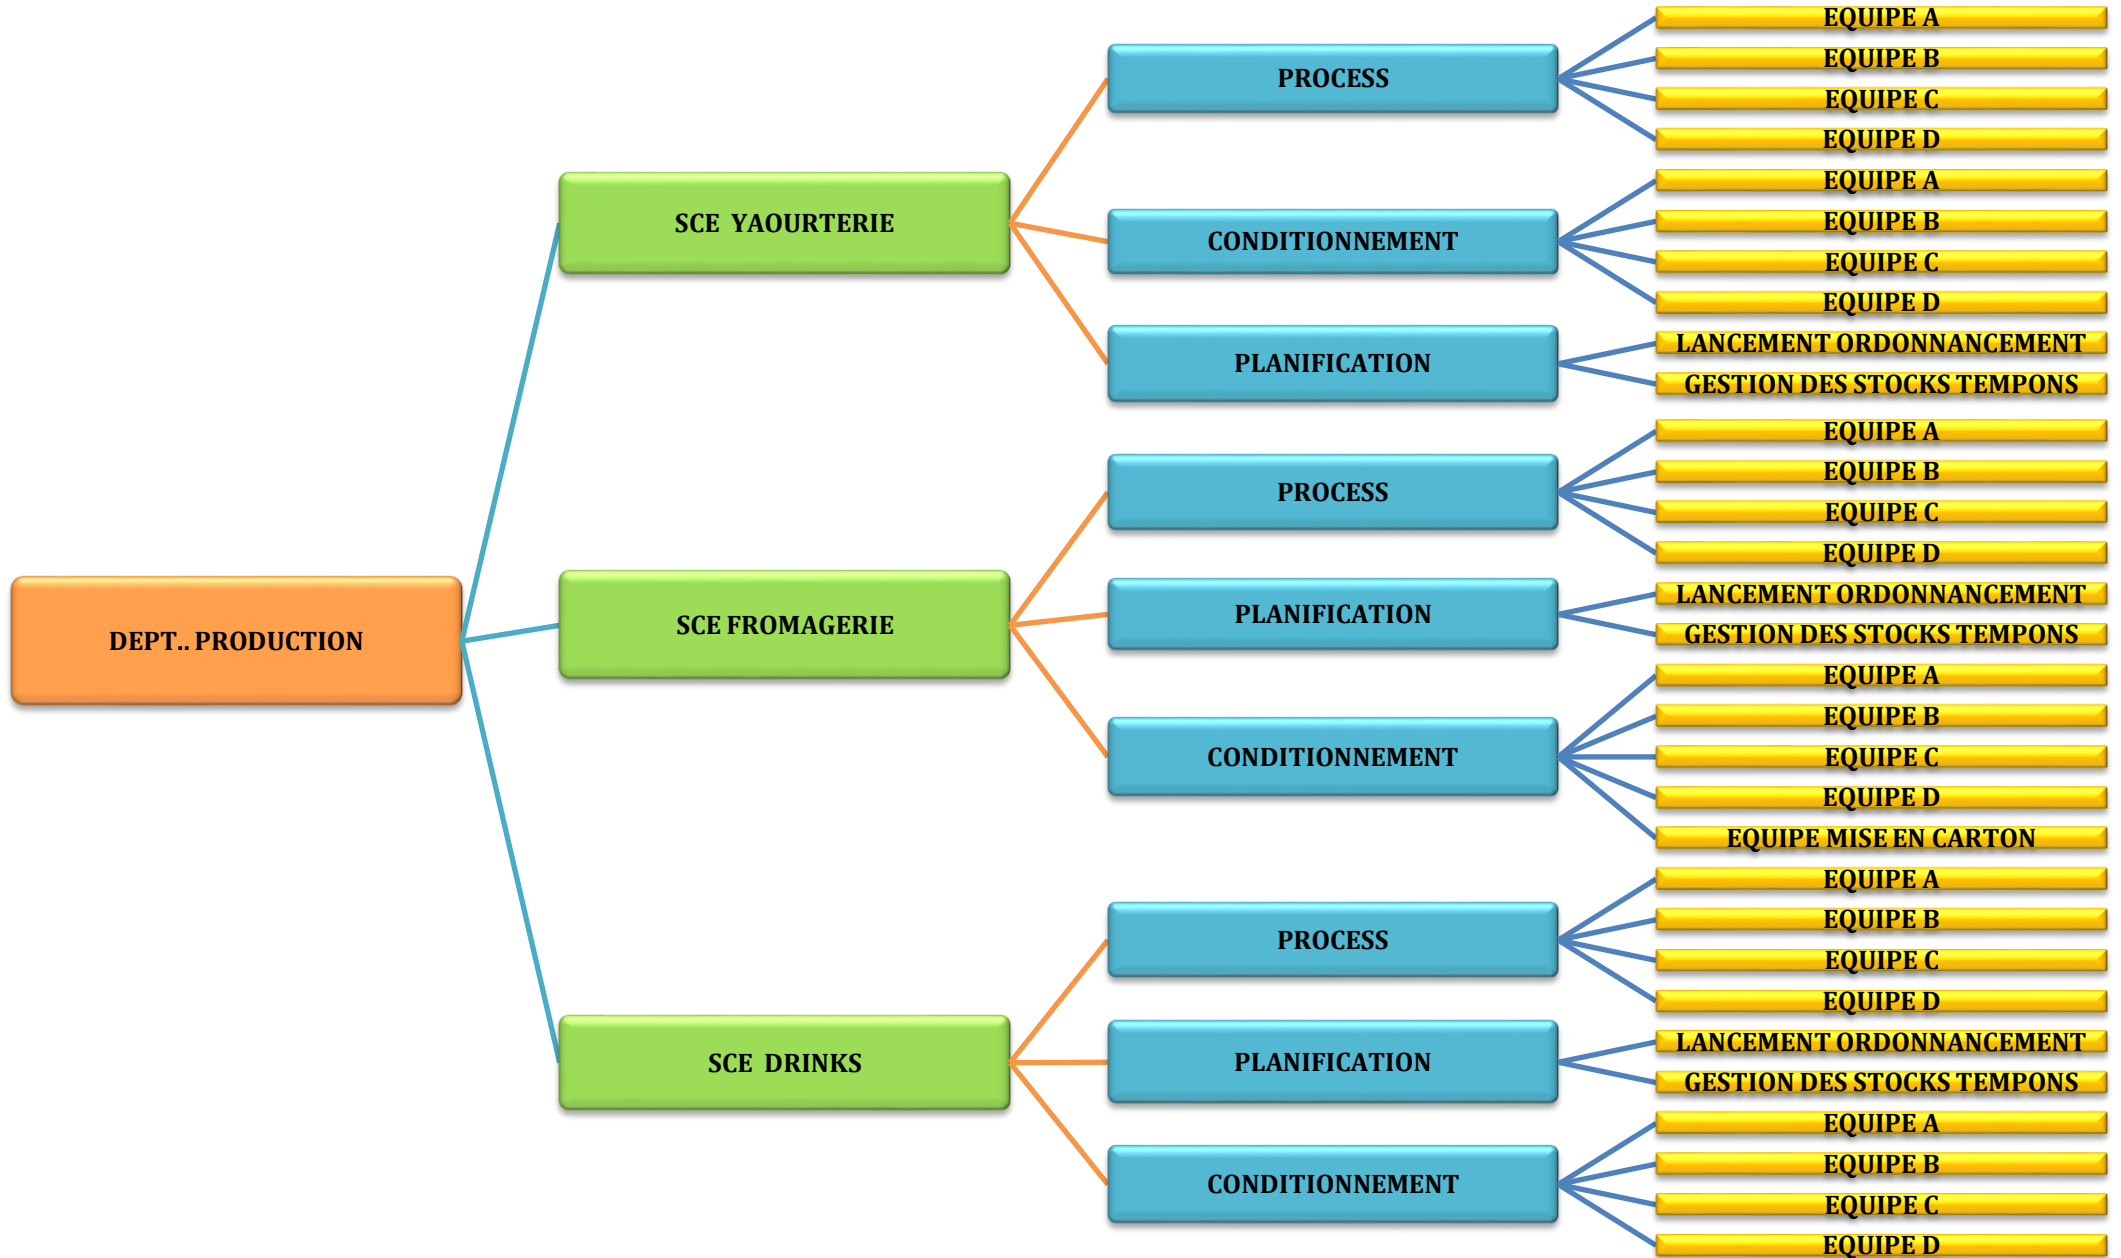 DEPT.. PRODUCTION
SCE YAOURTERIE
PROCESS
EQUIPE A
EQUIPE B
EQUIPE C
EQUIPE D
CONDITIONNEMENT
EQUIPE A
EQUIPE B
EQUIPE C
EQUIPE D
PLANIFICATION
LANCEMENT ORDONNANCEMENT
GESTION DES STOCKS TEMPONS
SCE FROMAGERIE
PROCESS
EQUIPE A
EQUIPE B
EQUIPE C
EQUIPE D
PLANIFICATION
LANCEMENT ORDONNANCEMENT
GESTION DES STOCKS TEMPONS
CONDITIONNEMENT
EQUIPE A
EQUIPE B
EQUIPE C
EQUIPE D
EQUIPE MISE EN CARTON
SCE DRINKS
PROCESS
EQUIPE A
EQUIPE B
EQUIPE C
EQUIPE D
PLANIFICATION
LANCEMENT ORDONNANCEMENT
GESTION DES STOCKS TEMPONS
CONDITIONNEMENT
EQUIPE A
EQUIPE B
EQUIPE C
EQUIPE D